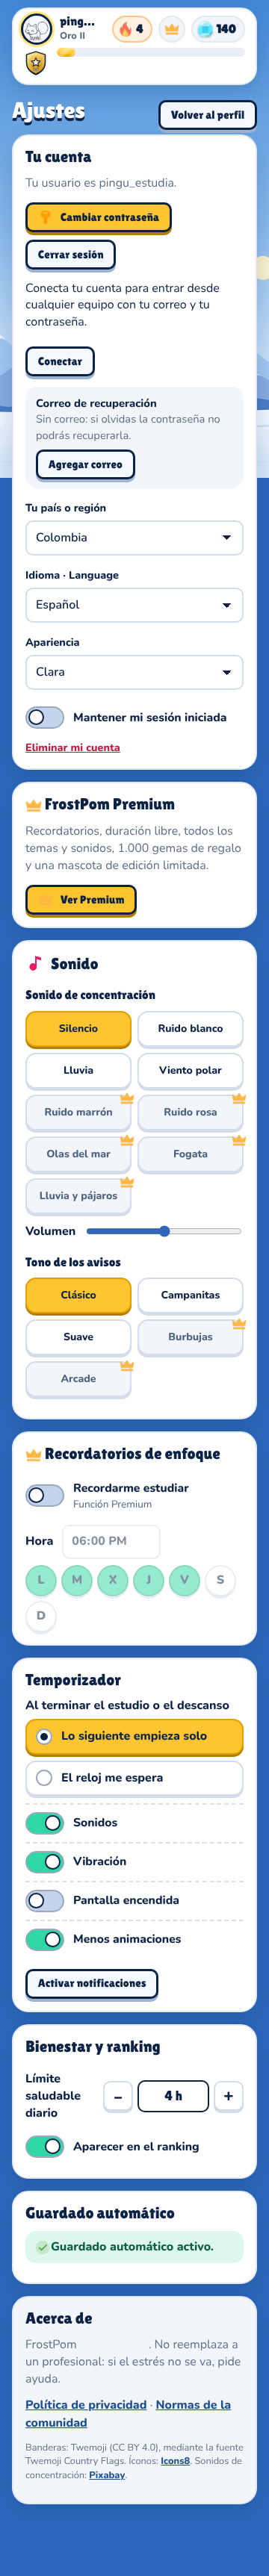 ping...
Oro II
4
140
Ajustes
Volver al perfil
Tu cuenta
Tu usuario es pingu_estudia.
Cambiar contraseña
Cerrar sesión
Conecta tu cuenta para entrar desde
cualquier equipo con tu correo y tu
contraseña.
Conectar
Correo de recuperación
Sin correo: si olvidas la contraseña no
podrás recuperarla.
Agregar correo
Tu país o región
Colombia
Idioma · Language
Español
Apariencia
Clara
Mantener mi sesión iniciada
Eliminar mi cuenta
FrostPom Premium
Recordatorios, duración libre, todos los
temas y sonidos, 1.000 gemas de regalo
y una mascota de edición limitada.
Ver Premium
Sonido
Sonido de concentración
Silencio
Ruido blanco
Lluvia
Viento polar
Ruido marrón
Ruido rosa
Olas del mar
Fogata
Lluvia y pájaros
Volumen
Tono de los avisos
Clásico
Campanitas
Suave
Burbujas
Arcade
Recordatorios de enfoque
Recordarme estudiar
Función Premium
Hora 06:00 PM
L M X J V S
D
Temporizador
Al terminar el estudio o el descanso
Lo siguiente empieza solo
El reloj me espera
Sonidos
Vibración
Pantalla encendida
Menos animaciones
Activar notificaciones
Bienestar y ranking
Límite
saludable
diario
– 4 h +
Aparecer en el ranking
Guardado automático
Guardado automático activo.
Acerca de
FrostPom . No reemplaza a
un profesional: si el estrés no se va, pide
ayuda.
Política de privacidad · Normas de la
comunidad
Banderas: Twemoji (CC BY 4.0), mediante la fuente
Twemoji Country Flags. Íconos: Icons8. Sonidos de
concentración: Pixabay.